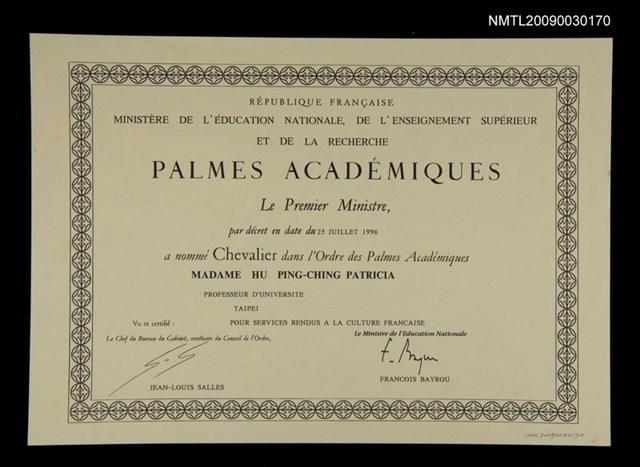 NMTL20090030170
RÉPUBLIQUE FRANÇAISE
MINISTÈRE DE L'ÉDUCATION NATIONALE, DE L'ENSEIGNEMENT SUPÉRIEUR
ET DE LA RECHERCHE
PALMES ACADÉMIQUES
Le Premier Ministre,
par décret en date du 25 JUILLET 1996
a nommé Chevalier dans l'Ordre des Palmes Académiques
MADAME HU PING-CHING PATRICIA
PROFESSEUR D'UNIVERSITE
TAIPEI
Vu et certifié : POUR SERVICES RENDUS A LA CULTURE FRANCAISE
Le Chef du Bureau du Cabinet, secrétaire du Conseil de l'Ordre,
Le Ministre de l'Education Nationale
F. Bayrou
JEAN-LOUIS SALLES
FRANCOIS BAYROU
NMTL20090030170